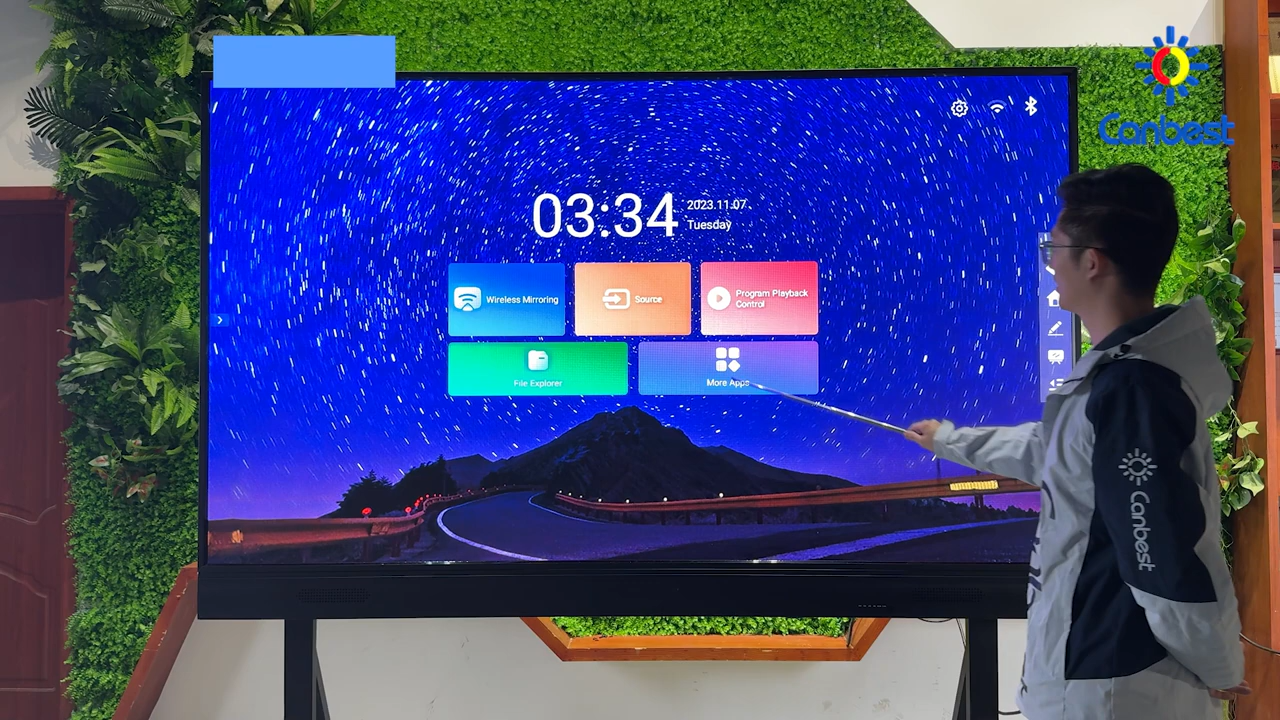 Canbest
03:34
2023.11.07
Tuesday
Wireless Mirroring
Source
Program Playback
Control
File Explorer
More Apps
Canbest